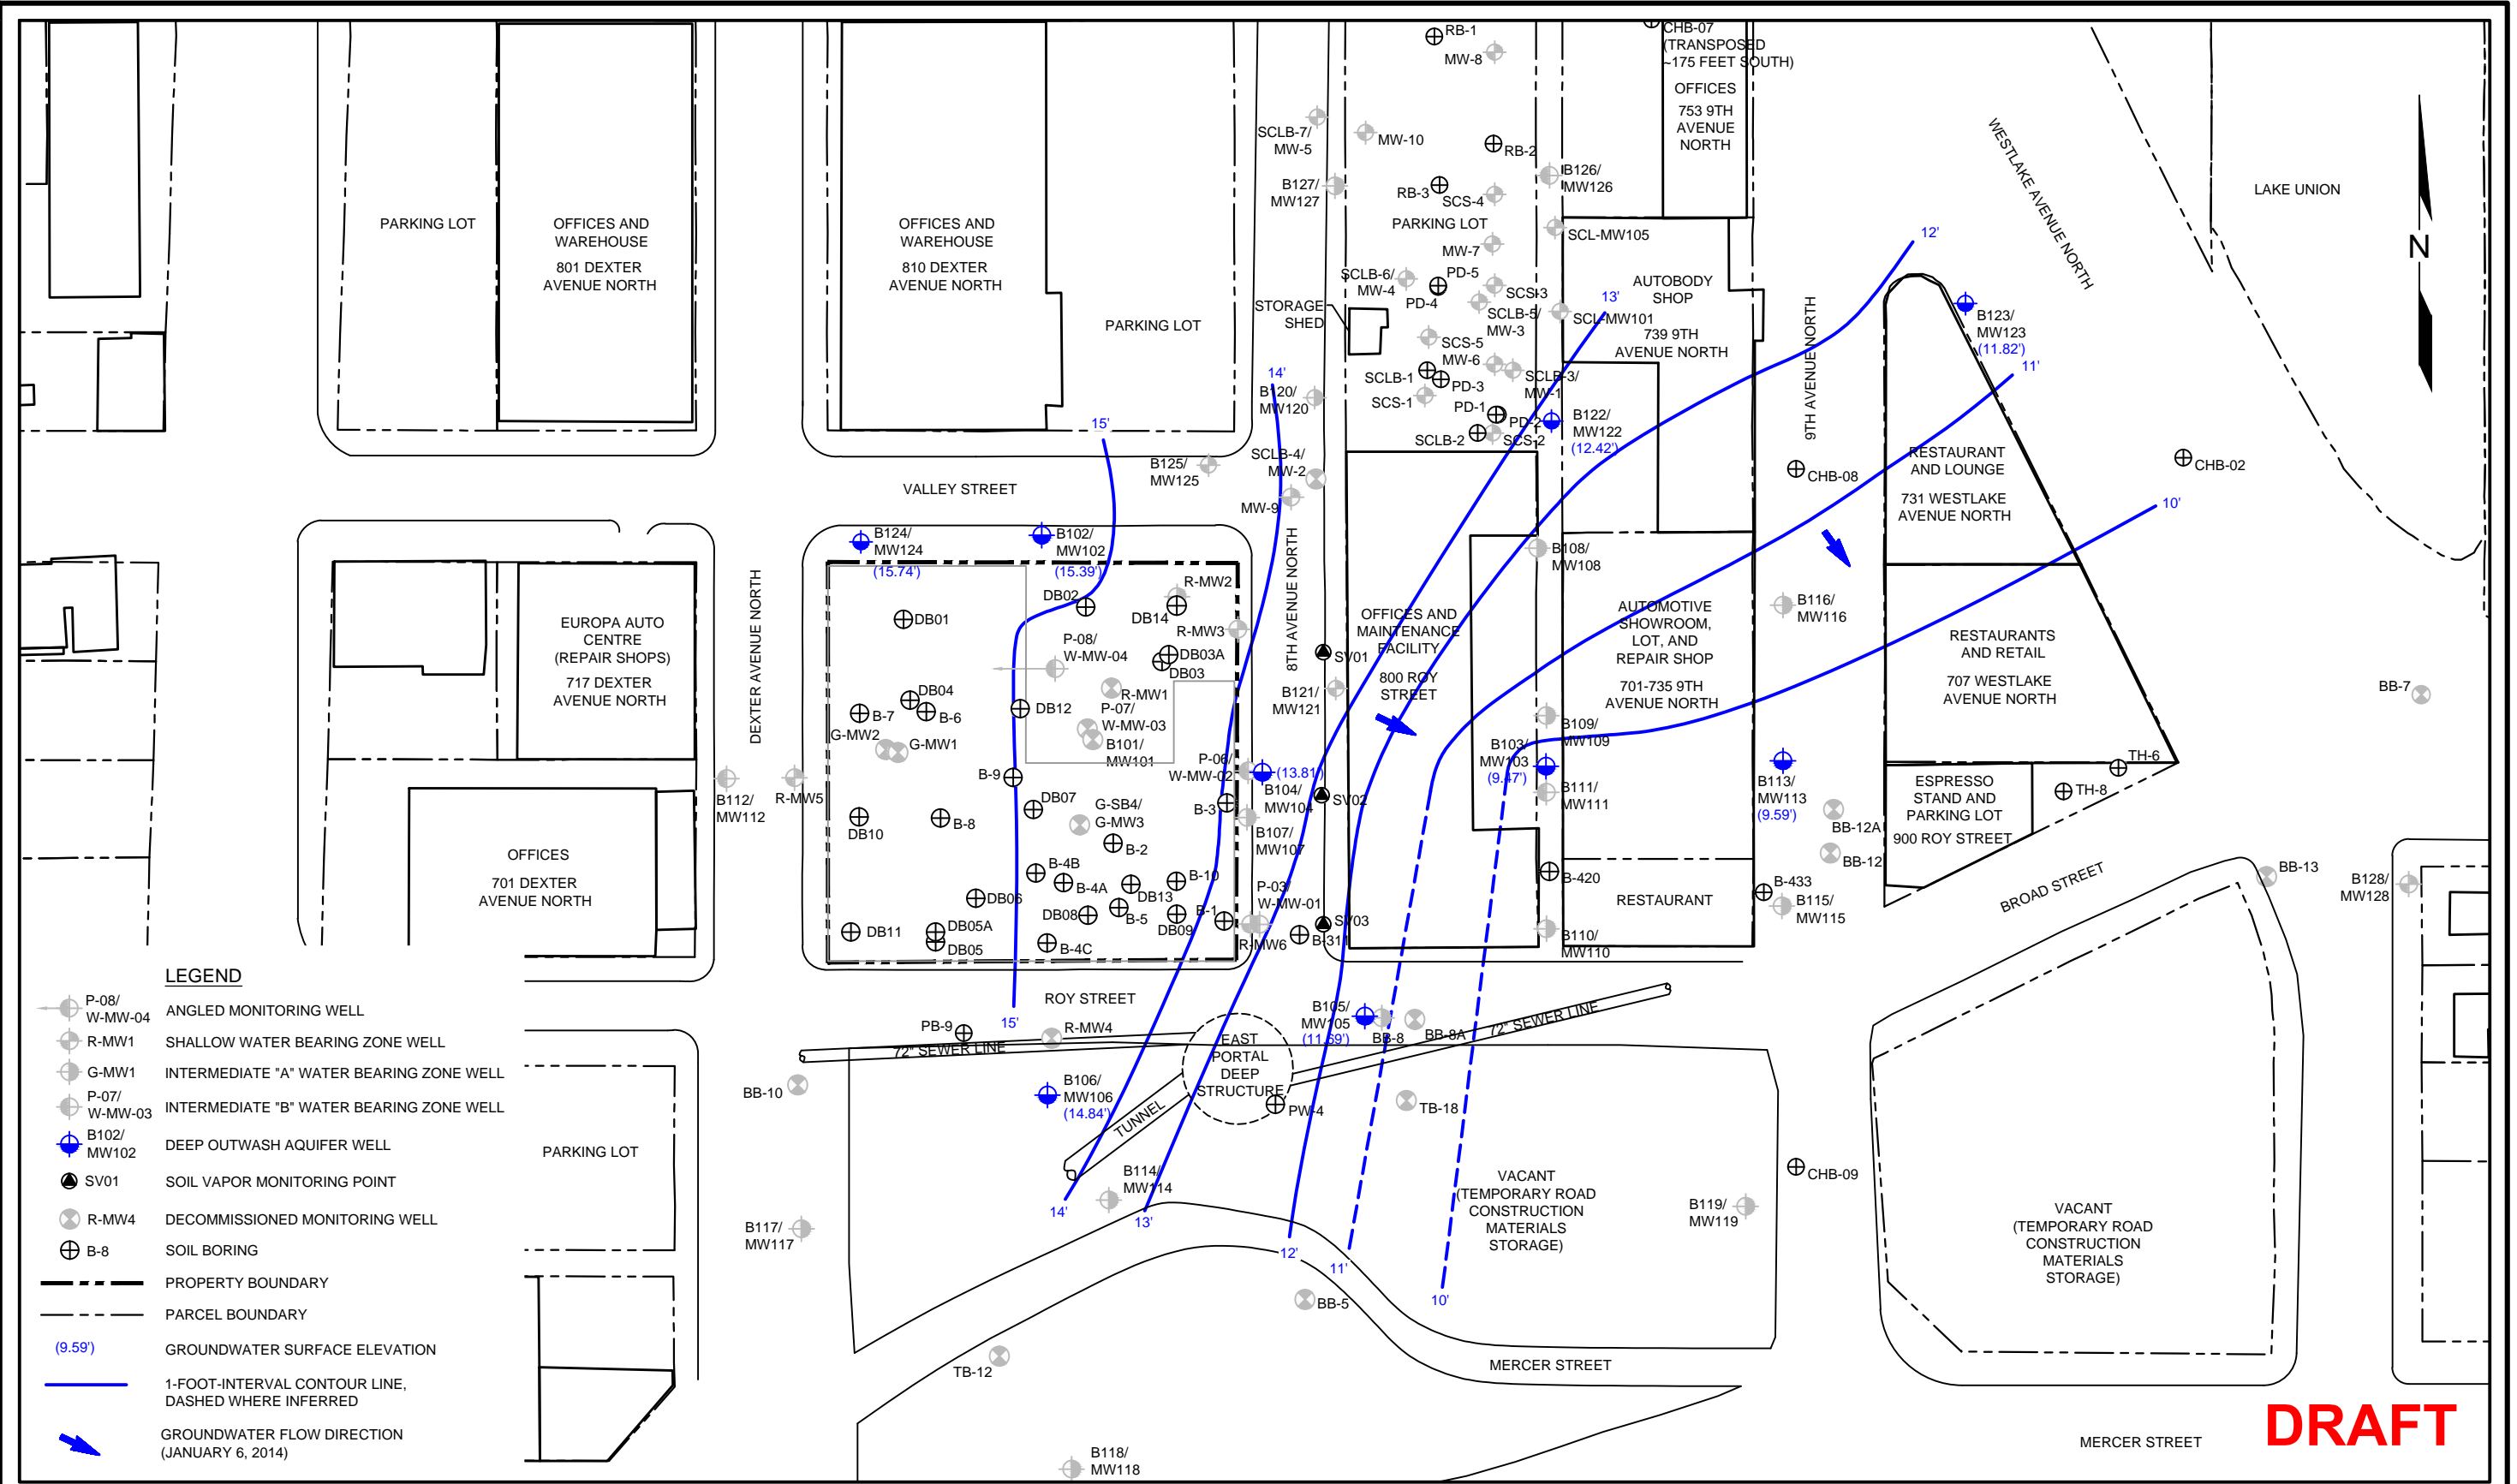 RB-1
MW-8
CHB-07
(TRANSPOSED
~175 FEET SOUTH)
OFFICES
753 9TH
AVENUE
NORTH
SCLB-7/
MW-5
MW-10
RB-2
B127/
MW127
RB-3
SCS-4
B126/
MW126
PARKING LOT
MW-7
SCL-MW105
WESTLAKE AVENUE NORTH
LAKE UNION
N
PARKING LOT
OFFICES AND
WAREHOUSE
801 DEXTER
AVENUE NORTH
OFFICES AND
WAREHOUSE
810 DEXTER
AVENUE NORTH
PARKING LOT
SCLB-6/
MW-4
PD-5
PD-4
SCS-3
SCLB-5/
MW-3
STORAGE
SHED
13'
SCL-MW101
AUTOBODY
SHOP
739 9TH
AVENUE NORTH
9TH AVENUE NORTH
12'
B123/
MW123
(11.82')
11'
SCS-5
MW-6
SCLB-1
PD-3
SCLB-3/
MW-1
SCS-1
PD-1
PD-2
SCLB-2
SCS-2
B122/
MW122
(12.42')
14'
B120/
MW120
15'
B125/
MW125
SCLB-4/
MW-2
MW-9
VALLEY STREET
CHB-08
RESTAURANT
AND LOUNGE
731 WESTLAKE
AVENUE NORTH
CHB-02
10'
B124/
MW124
(15.74')
B102/
MW102
(15.39')
8TH AVENUE NORTH
B108/
MW108
DEXTER AVENUE NORTH
EUROPA AUTO
CENTRE
(REPAIR SHOPS)
717 DEXTER
AVENUE NORTH
DB01
DB02
R-MW2
DB14
R-MW3
P-08/
W-MW-04
DB03A
DB03
R-MW1
SV01
OFFICES AND
MAINTENANCE
FACILITY
800 ROY
STREET
AUTOMOTIVE
SHOWROOM,
LOT, AND
REPAIR SHOP
701-735 9TH
AVENUE NORTH
B116/
MW116
RESTAURANTS
AND RETAIL
707 WESTLAKE
AVENUE NORTH
BB-7
DB04
B-7
B-6
DB12
P-07/
W-MW-03
G-MW2
G-MW1
B101/
MW101
B121/
MW121
B109/
MW109
B103/
MW103
(9.47')
B-9
P-06/
W-MW-02
(13.81')
B104/
MW104
B112/
MW112
R-MW5
DB07
G-SB4/
G-MW3
B-3
SV02
B111/
MW111
B113/
MW113
(9.59')
TH-6
TH-8
ESPRESSO
STAND AND
PARKING LOT
900 ROY STREET
BB-12A
BB-12
DB10
B-8
B-2
B107/
MW107
OFFICES
701 DEXTER
AVENUE NORTH
B-4B
B-4A
DB13
B-10
P-03/
W-MW-01
B-420
RESTAURANT
B-433
B115/
MW115
BROAD STREET
BB-13
B128/
MW128
DB06
DB08
B-5
DB09
B-1
DB11
DB05A
DB05
B-4C
R-MW6
SV03
B-311
B110/
MW110
ROY STREET
15'
PB-9
R-MW4
72" SEWER LINE
EAST
PORTAL
DEEP
STRUCTURE
B105/
MW105
(11.69')
BB-8
BB-8A
72" SEWER LINE
BB-10
B106/
MW106
(14.84')
TUNNEL
PW-4
TB-18
PARKING LOT
B114/
MW114
14'
13'
12'
11'
10'
VACANT
(TEMPORARY ROAD
CONSTRUCTION
MATERIALS
STORAGE)
B119/
MW119
CHB-09
VACANT
(TEMPORARY ROAD
CONSTRUCTION
MATERIALS
STORAGE)
B117/
MW117
BB-5
TB-12
MERCER STREET
B118/
MW118
MERCER STREET
DRAFT
LEGEND
P-08/
W-MW-04
ANGLED MONITORING WELL
R-MW1
SHALLOW WATER BEARING ZONE WELL
G-MW1
INTERMEDIATE "A" WATER BEARING ZONE WELL
P-07/
W-MW-03
INTERMEDIATE "B" WATER BEARING ZONE WELL
B102/
MW102
DEEP OUTWASH AQUIFER WELL
SV01
SOIL VAPOR MONITORING POINT
R-MW4
DECOMMISSIONED MONITORING WELL
B-8
SOIL BORING
PROPERTY BOUNDARY
PARCEL BOUNDARY
(9.59')
GROUNDWATER SURFACE ELEVATION
1-FOOT-INTERVAL CONTOUR LINE,
DASHED WHERE INFERRED
GROUNDWATER FLOW DIRECTION
(JANUARY 6, 2014)